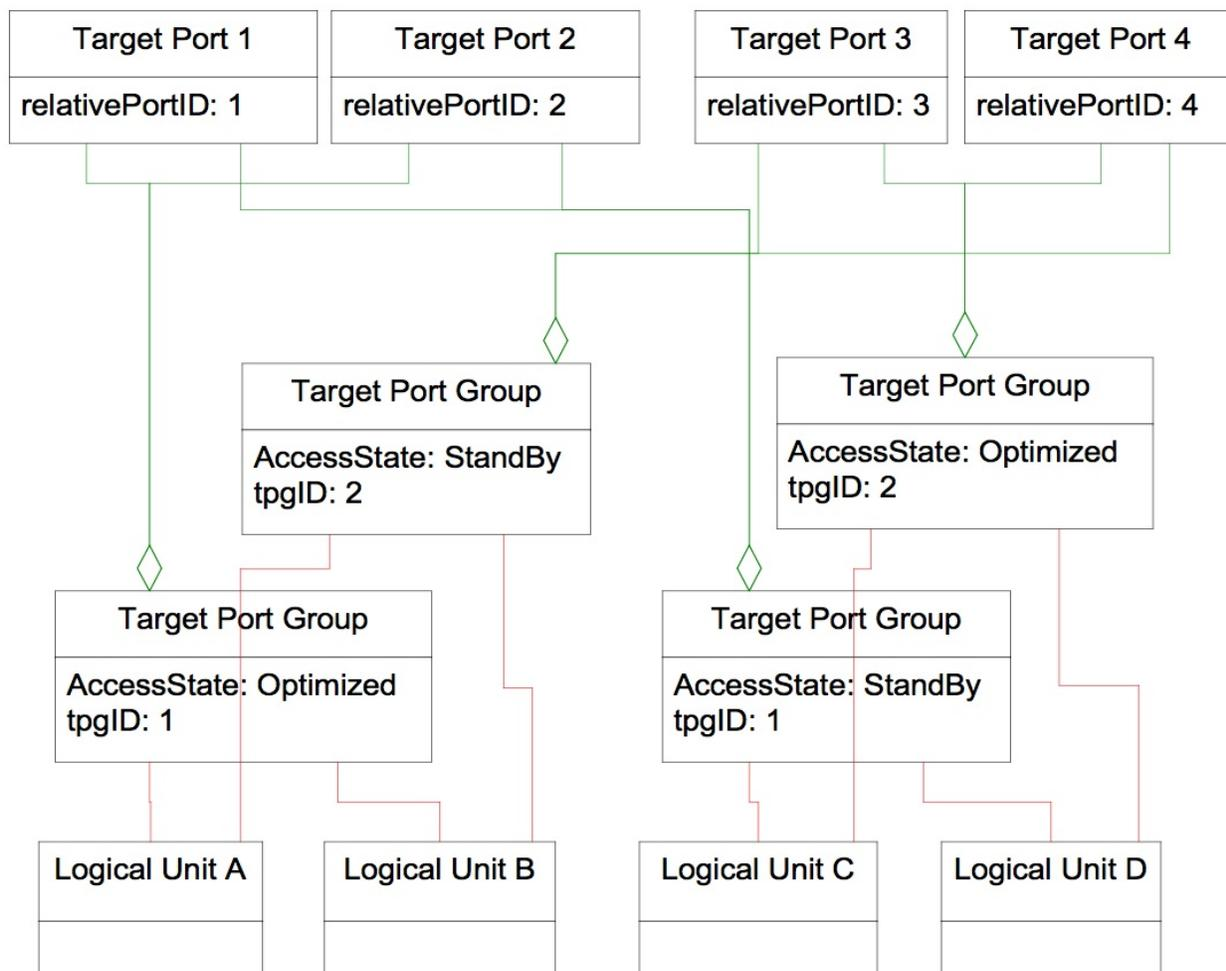 Target Port 1
relativePortID: 1
Target Port 2
relativePortID: 2
Target Port 3
relativePortID: 3
Target Port 4
relativePortID: 4
Target Port Group
AccessState: StandBy
tpgID: 2
Target Port Group
AccessState: Optimized
tpgID: 2
Target Port Group
AccessState: Optimized
tpgID: 1
Target Port Group
AccessState: StandBy
tpgID: 1
Logical Unit A
Logical Unit B
Logical Unit C
Logical Unit D